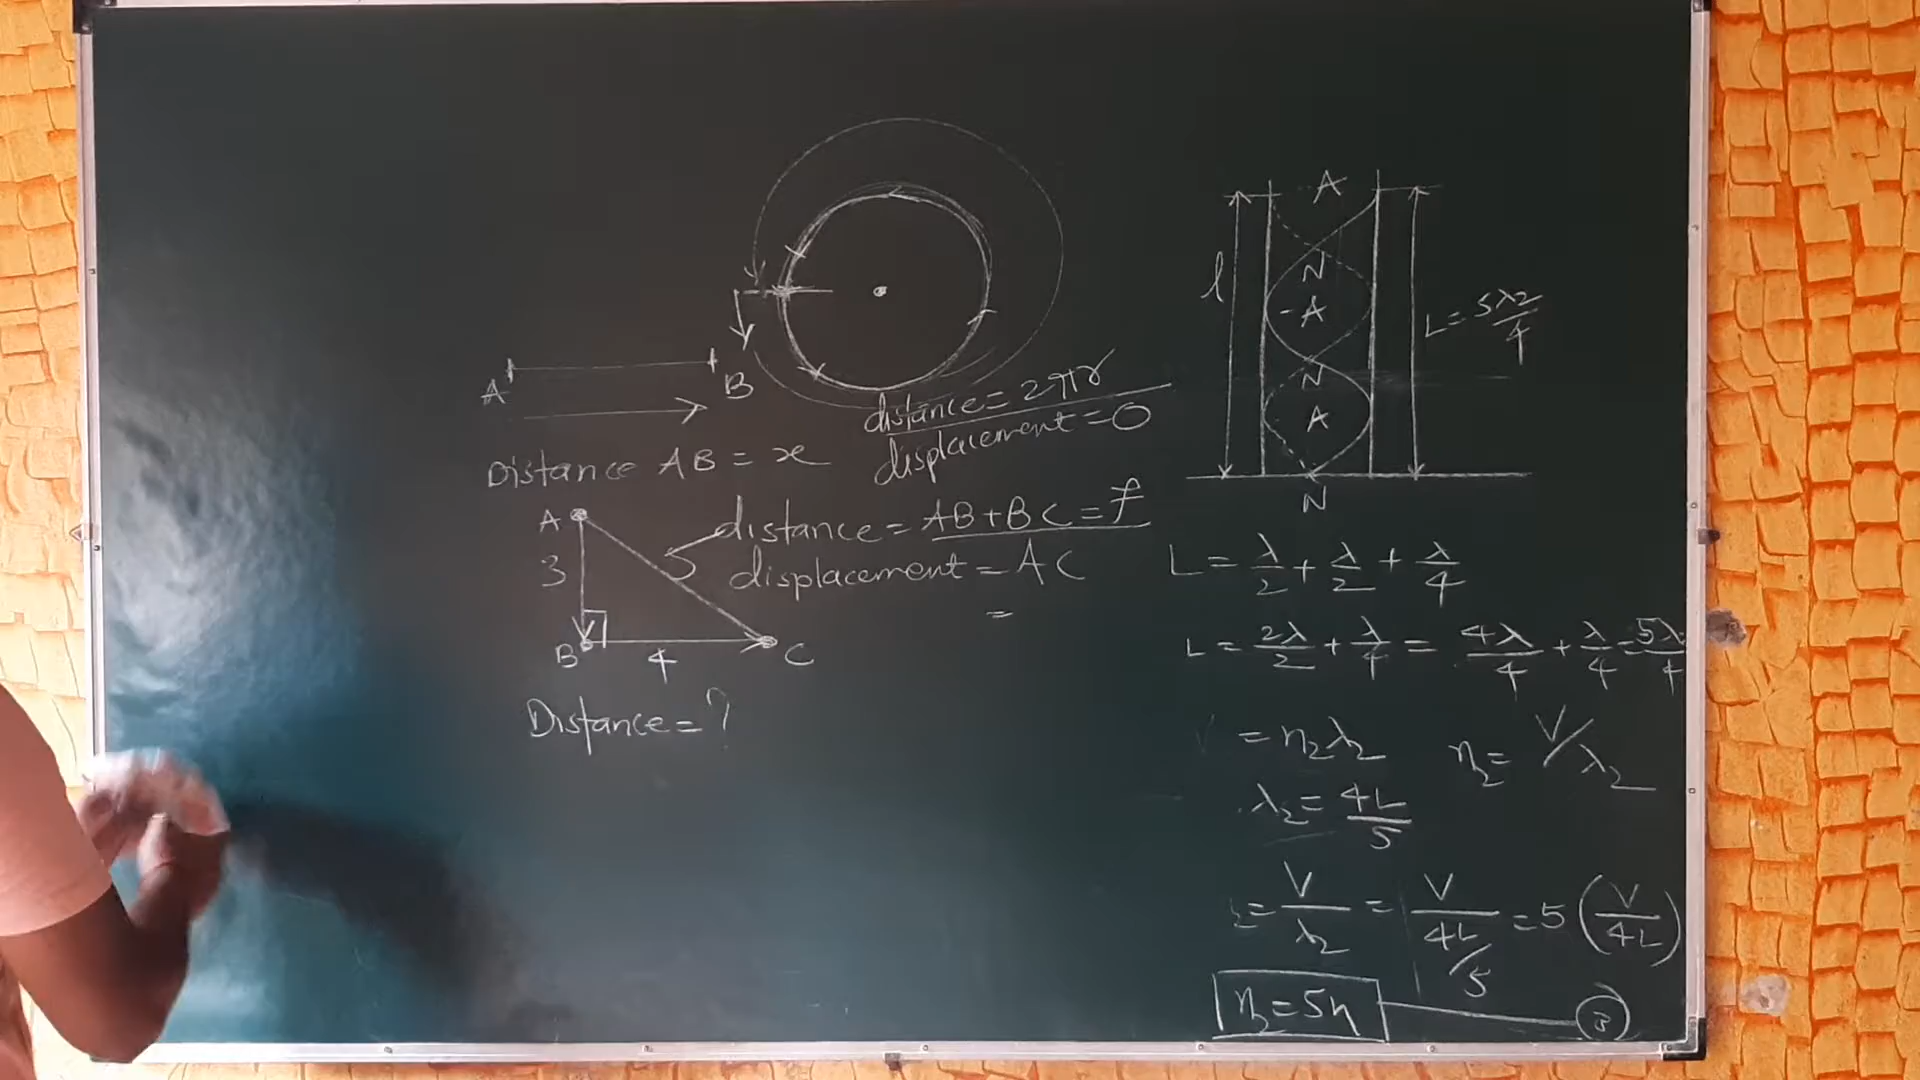 A B
Distance AB = x
distance = 2πr
displacement = 0
A
3
B 4 C
distance = AB + BC = 7
displacement = AC
=
Distance = ?
A
N
A
N
A
N
l
L = 5λ2/4
L = λ/2 + λ/2 + λ/4
L = 2λ/2 + λ/4 = 4λ/4 + λ/4 = 5λ/4
= n2λ2 n2 = V/λ2
λ2 = 4L/5
= V/λ2 = V/(4L/5) = 5(V/4L)